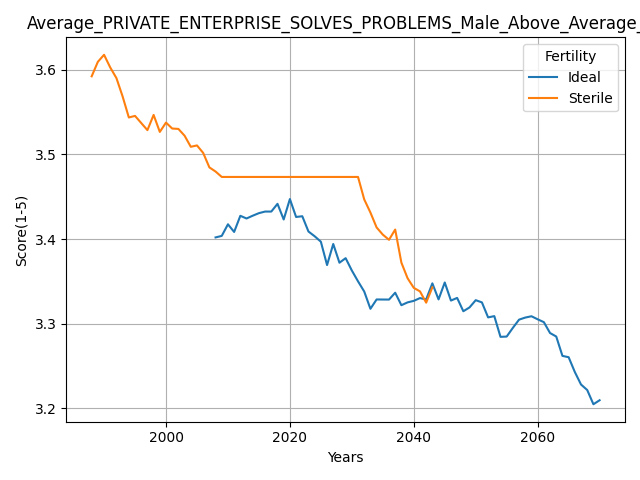 Average_PRIVATE_ENTERPRISE_SOLVES_PROBLEMS_Male_Above_Average_
Fertility
Ideal
Sterile
Score(1-5)
3.6
3.5
3.4
3.3
3.2
2000 2020 2040 2060
Years